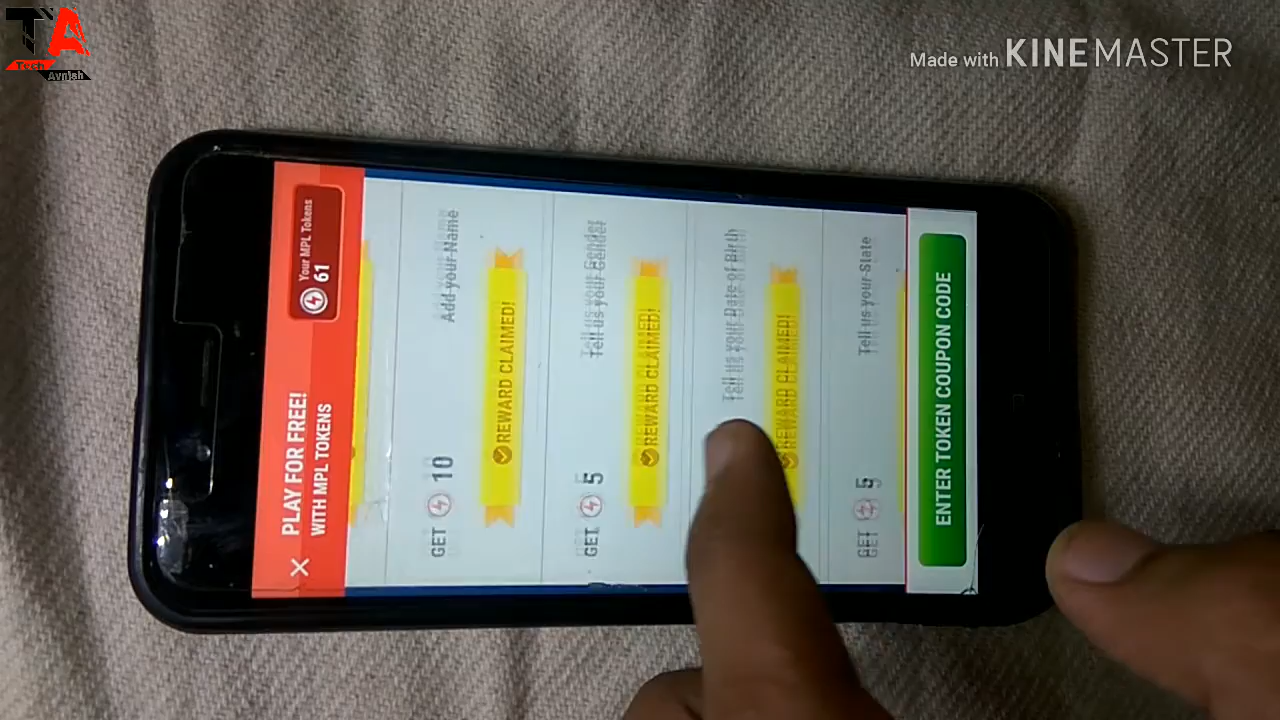 TA
Tech
Avnish
Made with KINEMASTER
PLAY FOR FREE!
WITH MPL TOKENS
Your MPL Tokens
61
GET 10
Add your Name
REWARD CLAIMED!
GET 5
Tell us your Gender
REWARD CLAIMED!
Tell us your Date of Birth
REWARD CLAIMED!
GET 5
Tell us your State
ENTER TOKEN COUPON CODE